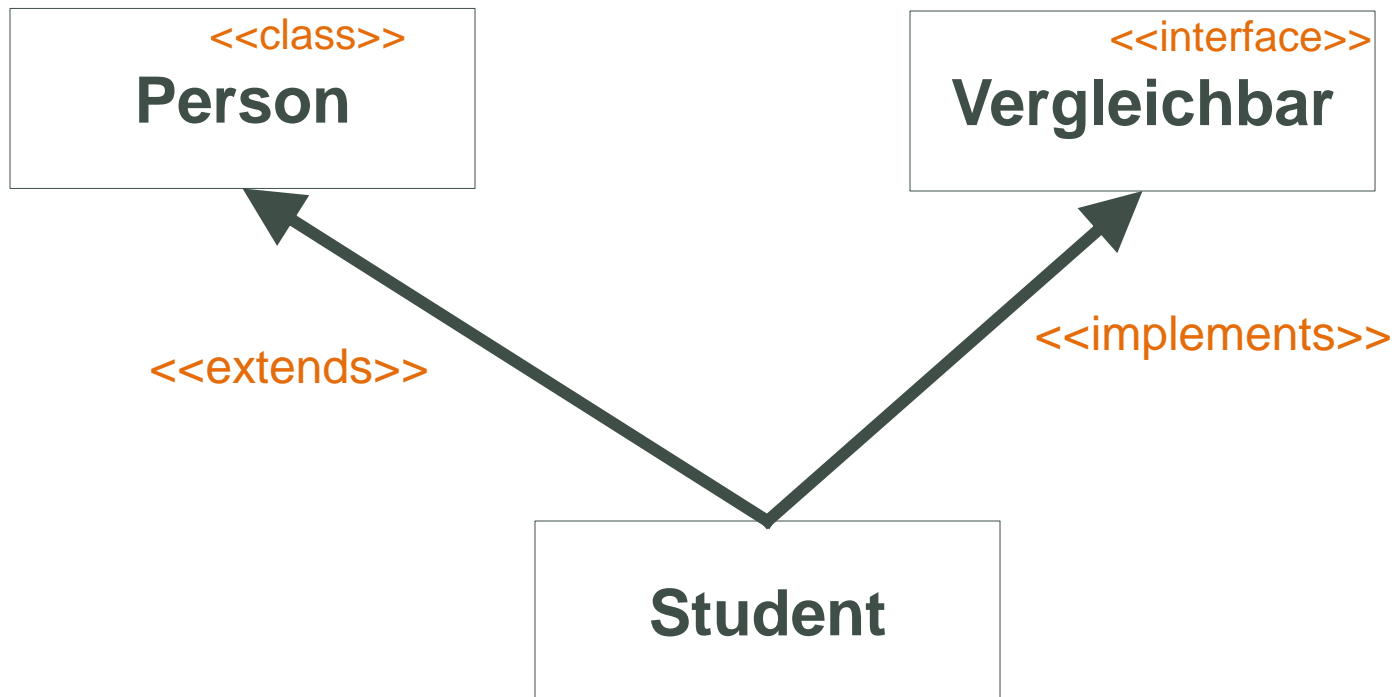 <<class>>
Person
<<interface>>
Vergleichbar
<<extends>>
<<implements>>
Student